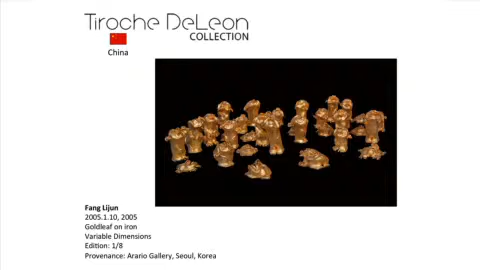 Tiroche DeLeon
COLLECTION
China
Fang Lijun
2005.1.10, 2005
Goldleaf on iron
Variable Dimensions
Edition: 1/8
Provenance: Arario Gallery, Seoul, Korea